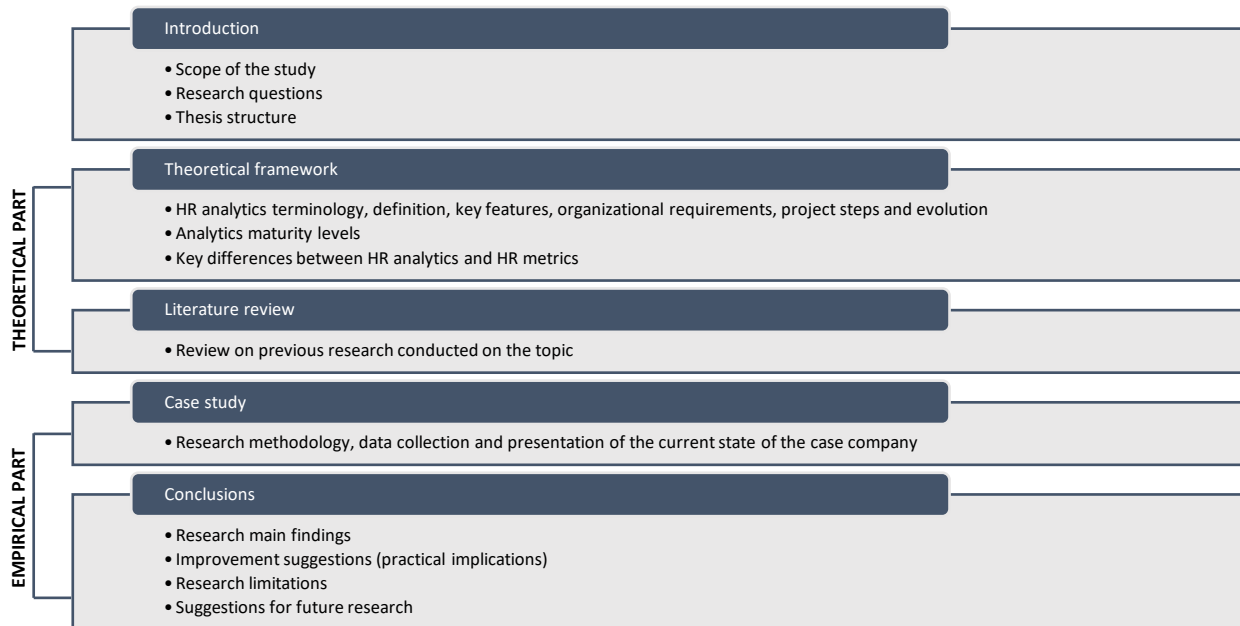 Introduction
• Scope of the study
• Research questions
• Thesis structure
THEORETICAL PART
Theoretical framework
• HR analytics terminology, definition, key features, organizational requirements, project steps and evolution
• Analytics maturity levels
• Key differences between HR analytics and HR metrics
Literature review
• Review on previous research conducted on the topic
EMPIRICAL PART
Case study
• Research methodology, data collection and presentation of the current state of the case company
Conclusions
• Research main findings
• Improvement suggestions (practical implications)
• Research limitations
• Suggestions for future research